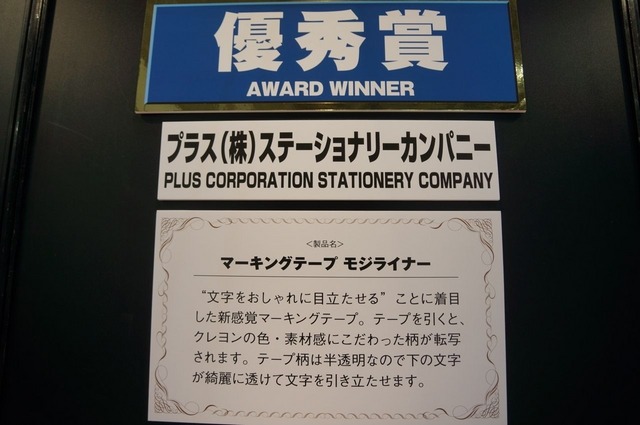 優秀賞
AWARD WINNER
プラス(株)ステーショナリーカンパニー
PLUS CORPORATION STATIONERY COMPANY
<製品名>
マーキングテープ モジライナー
“文字をおしゃれに目立たせる”ことに着目
した新感覚マーキングテープ。テープを引くと、
クレヨンの色・素材感にこだわった柄が転写
されます。テープ柄は半透明なので下の文字
が綺麗に透けて文字を引き立たせます。